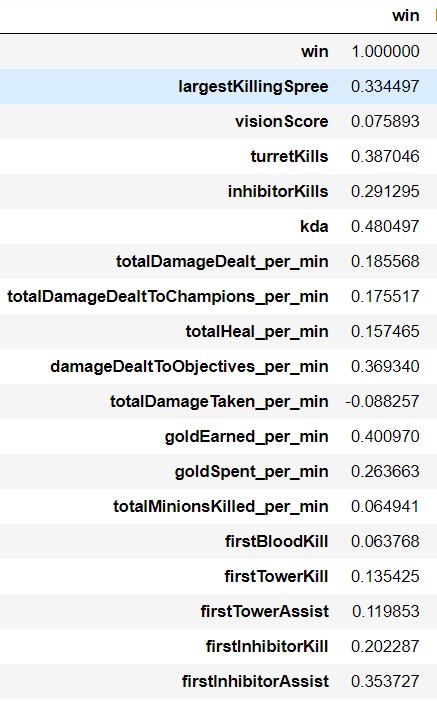 win
win 1.000000
largestKillingSpree 0.334497
visionScore 0.075893
turretKills 0.387046
inhibitorKills 0.291295
kda 0.480497
totalDamageDealt_per_min 0.185568
totalDamageDealtToChampions_per_min 0.175517
totalHeal_per_min 0.157465
damageDealtToObjectives_per_min 0.369340
totalDamageTaken_per_min -0.088257
goldEarned_per_min 0.400970
goldSpent_per_min 0.263663
totalMinionsKilled_per_min 0.064941
firstBloodKill 0.063768
firstTowerKill 0.135425
firstTowerAssist 0.119853
firstInhibitorKill 0.202287
firstInhibitorAssist 0.353727